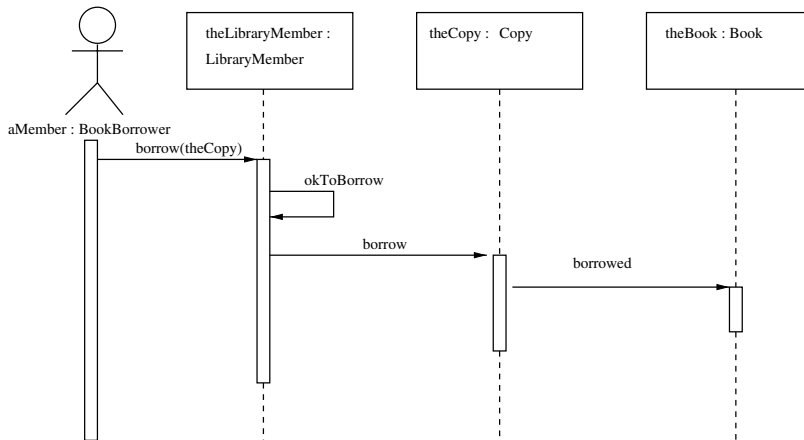 theLibraryMember :
LibraryMember
theCopy : Copy
theBook : Book
aMember : BookBorrower
borrow(theCopy)
okToBorrow
borrow
borrowed